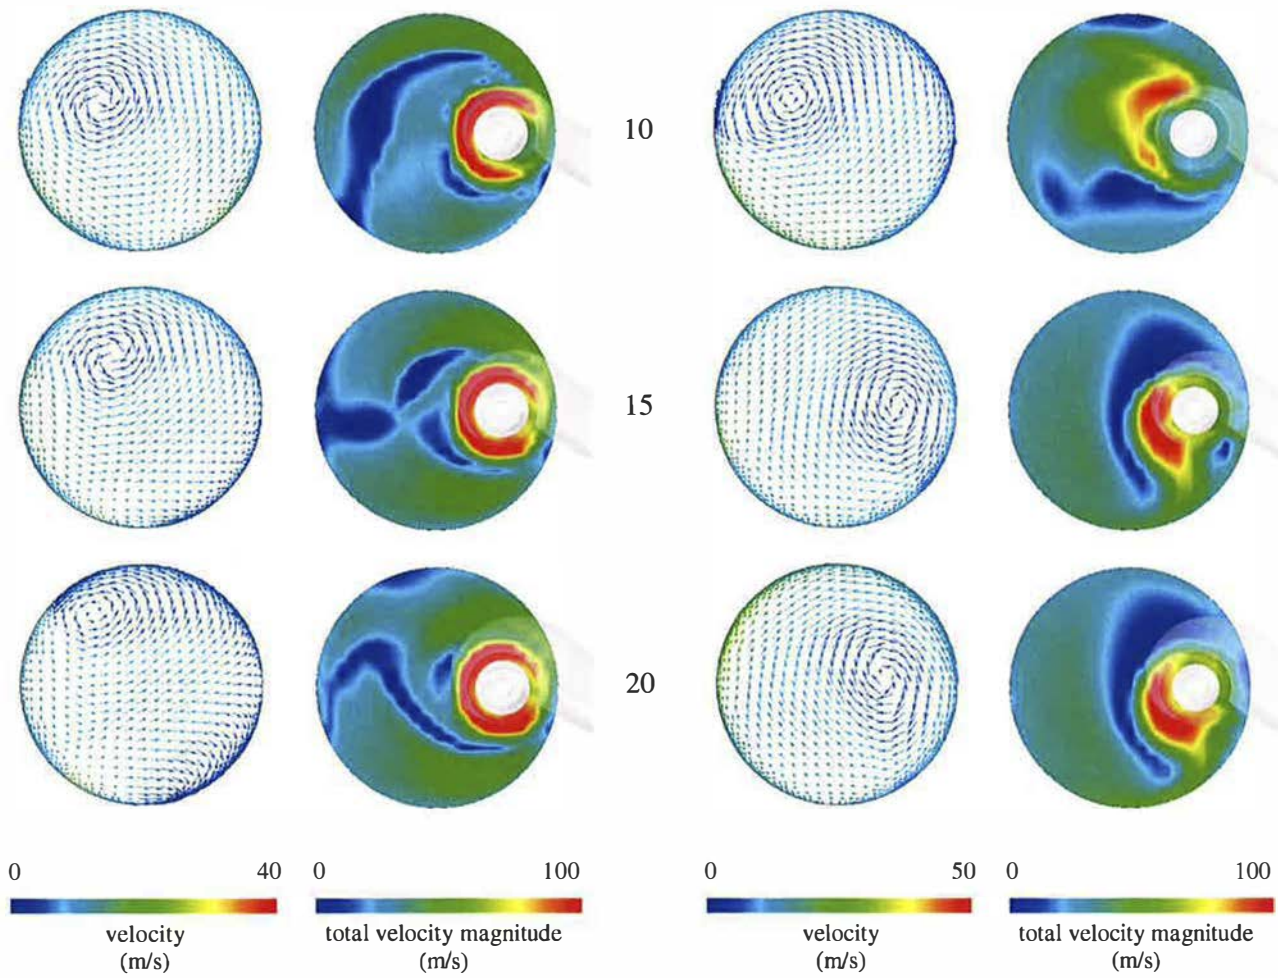 10
15
20
0 40 0 100 0 50 0 100
velocity total velocity magnitude velocity total velocity magnitude
(m/s) (m/s) (m/s) (m/s)